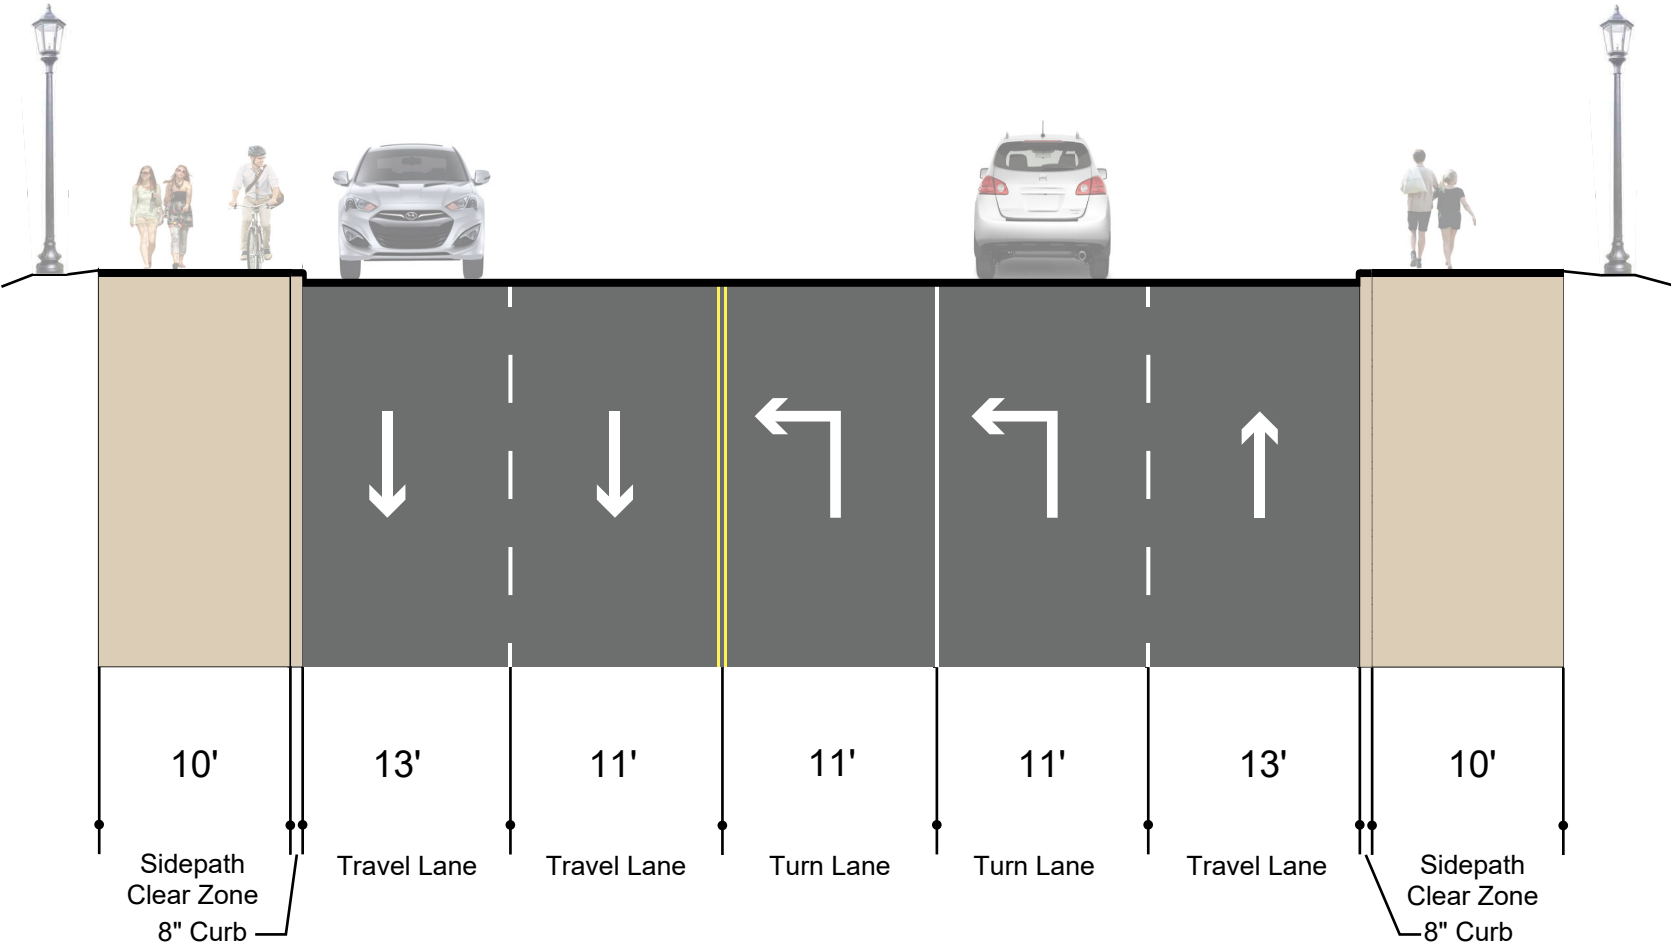 10'
13'
11'
11'
11'
13'
10'
Sidepath
Clear Zone
8" Curb
Travel Lane
Travel Lane
Turn Lane
Turn Lane
Travel Lane
Sidepath
Clear Zone
8" Curb